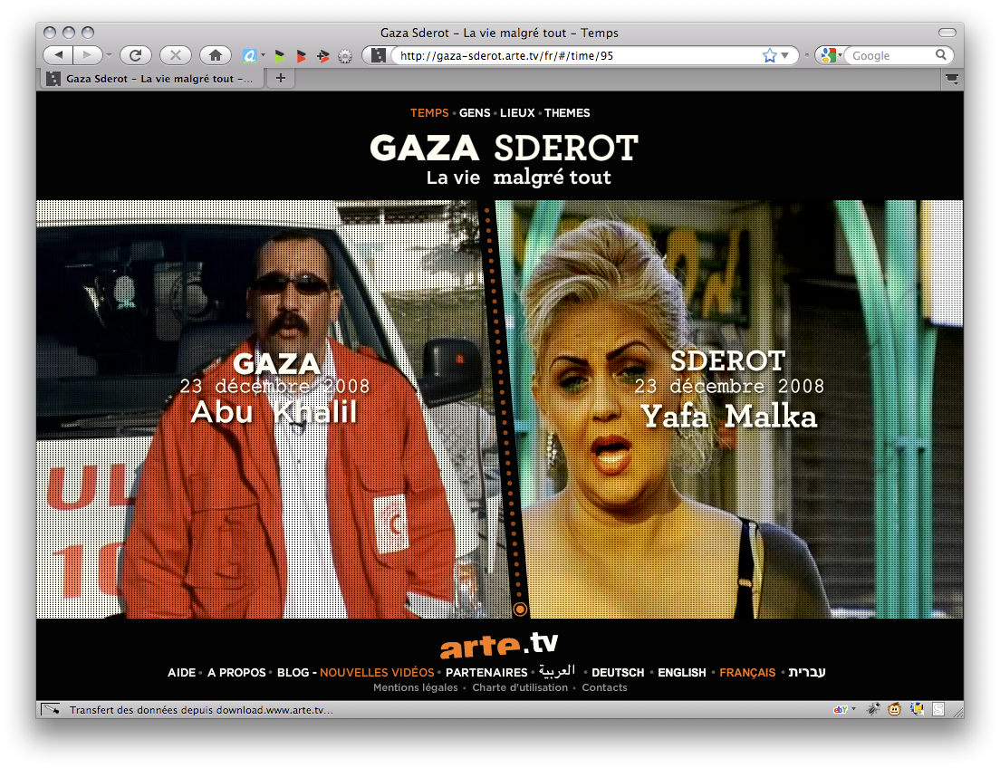 Gaza Sderot – La vie malgré tout – Temps
http://gaza-sderot.arte.tv/fr/#/time/95
Google
Gaza Sderot – La vie malgré tout –...
TEMPS • GENS • LIEUX • THEMES
GAZA SDEROT
La vie malgré tout
GAZA
23 décembre 2008
Abu Khalil
SDEROT
23 décembre 2008
Yafa Malka
UL
10
arte.tv
AIDE • A PROPOS • BLOG - NOUVELLES VIDÉOS • PARTENAIRES • العربية • DEUTSCH • ENGLISH • FRANÇAIS • עברית
Mentions légales • Charte d'utilisation • Contacts
Transfert des données depuis download.www.arte.tv...
ebY